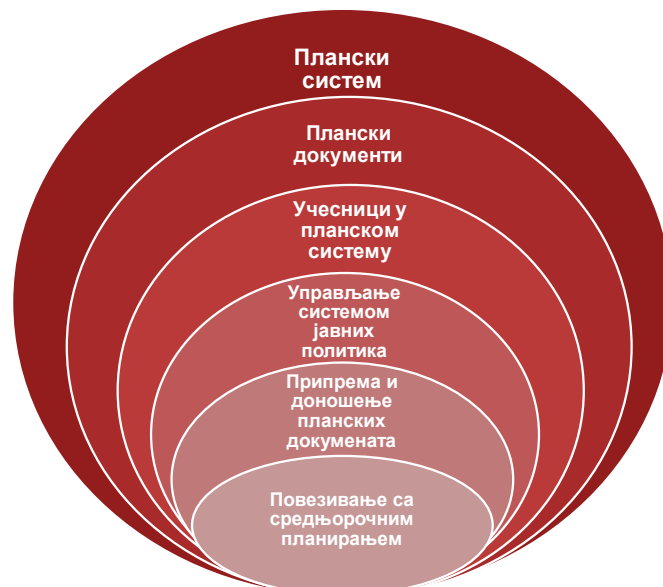 Плански
систем
Плански
документи
Учесници у
планском
систему
Управљање
системом
јавних
политика
Припрема и
доношење
планских
докумената
Повезивање са
средњорочним
планирањем